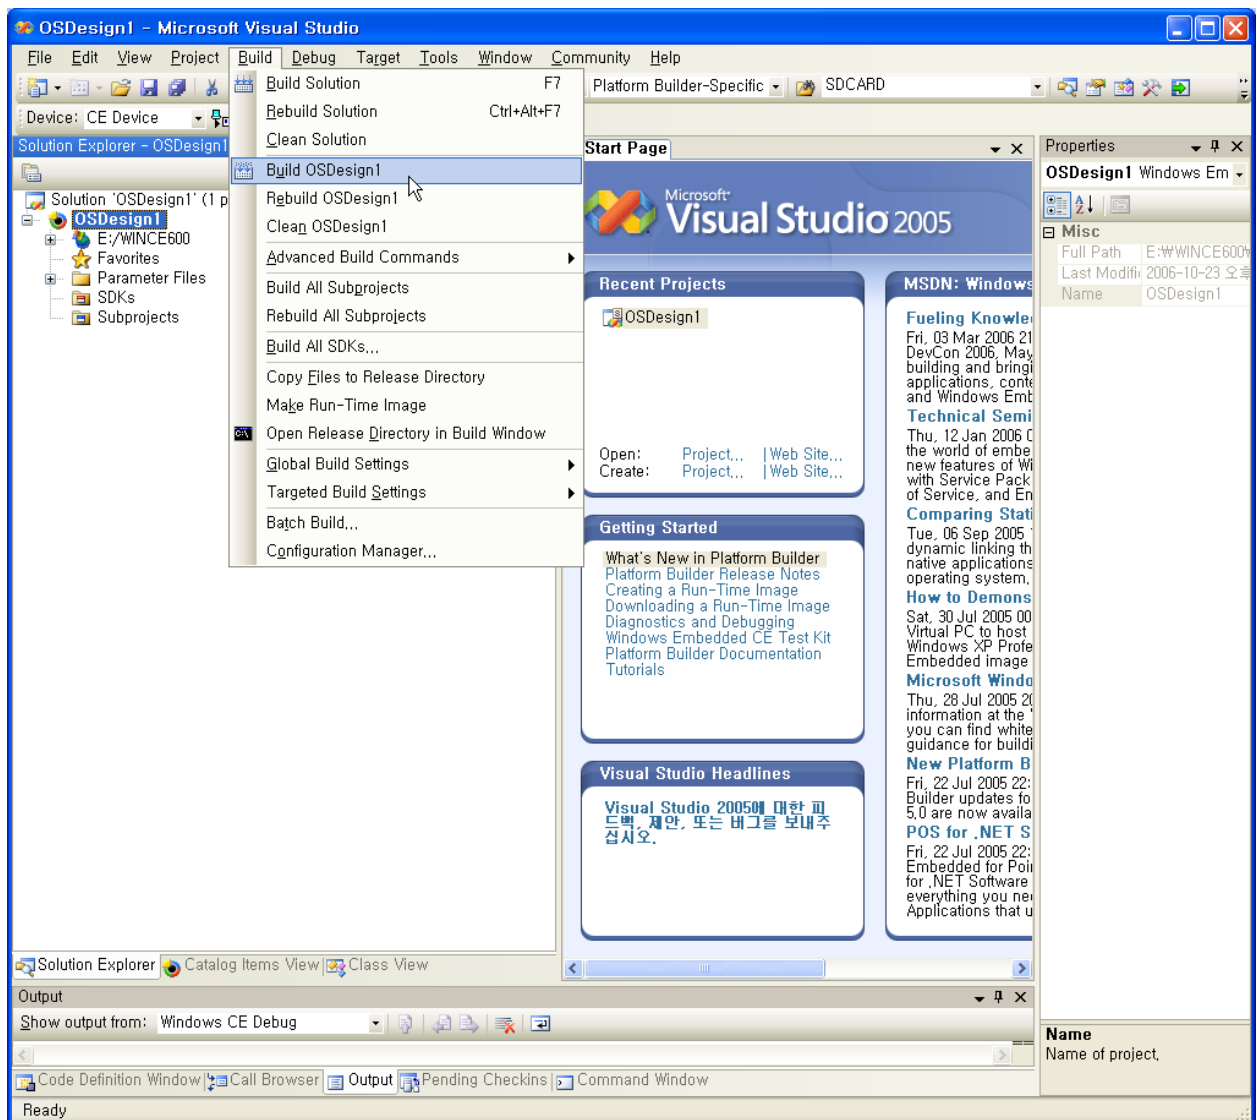 OSDesign1 - Microsoft Visual Studio
File Edit View Project Build Debug Target Tools Window Community Help
Platform Builder-Specific SDCARD
Device: CE Device
Solution Explorer - OSDesign1
Solution 'OSDesign1' (1 p
OSDesign1
E:/WINCE600
Favorites
Parameter Files
SDKs
Subprojects
Build Solution F7
Rebuild Solution Ctrl+Alt+F7
Clean Solution
Build OSDesign1
Rebuild OSDesign1
Clean OSDesign1
Advanced Build Commands
Build All Subprojects
Rebuild All Subprojects
Build All SDKs...
Copy Files to Release Directory
Make Run-Time Image
Open Release Directory in Build Window
Global Build Settings
Targeted Build Settings
Batch Build...
Configuration Manager...
Start Page
Microsoft
Visual Studio 2005
Recent Projects
OSDesign1
Open: Project... | Web Site...
Create: Project... | Web Site...
Getting Started
What's New in Platform Builder
Platform Builder Release Notes
Creating a Run-Time Image
Downloading a Run-Time Image
Diagnostics and Debugging
Windows Embedded CE Test Kit
Platform Builder Documentation
Tutorials
Visual Studio Headlines
Visual Studio 2005에 대한 피
드백, 제안, 또는 버그를 보내주
십시오.
MSDN: Windows
Fueling Knowle
Fri, 03 Mar 2006 21
DevCon 2006, May
building and bringi
applications, conte
and Windows Emb
Technical Semi
Thu, 12 Jan 2006 0
the world of embe
new features of Wi
with Service Pack
of Service, and En
Comparing Stati
Tue, 06 Sep 2005
dynamic linking th
native applications
operating system.
How to Demons
Sat, 30 Jul 2005 00
Virtual PC to host
Windows XP Profe
Embedded image
Microsoft Windo
Thu, 28 Jul 2005 20
information at the
you can find white
guidance for buildi
New Platform B
Fri, 22 Jul 2005 22:
Builder updates fo
5.0 are now availa
POS for .NET S
Fri, 22 Jul 2005 22:
Embedded for Poi
for .NET Software
everything you nee
Applications that u
Properties
OSDesign1 Windows Em
Misc
Full Path E:₩WINCE600₩
Last Modifi 2006-10-23 오후
Name OSDesign1
Name
Name of project.
Solution Explorer Catalog Items View Class View
Output
Show output from: Windows CE Debug
Code Definition Window Call Browser Output Pending Checkins Command Window
Ready